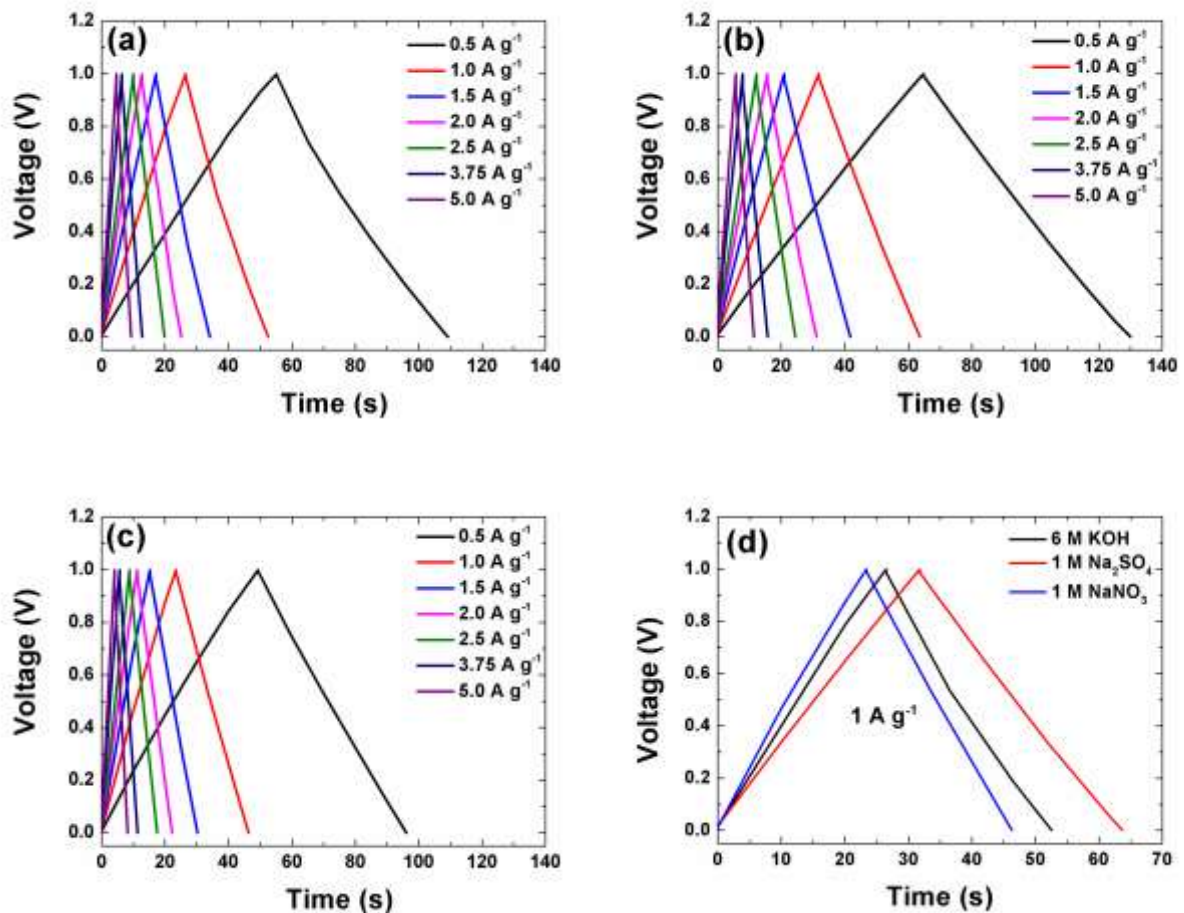 (a)
0.5 A g⁻¹
1.0 A g⁻¹
1.5 A g⁻¹
2.0 A g⁻¹
2.5 A g⁻¹
3.75 A g⁻¹
5.0 A g⁻¹
1.2
1.0
0.8
0.6
0.4
0.2
0.0
Voltage (V)
0 20 40 60 80 100 120 140
Time (s)
(b)
0.5 A g⁻¹
1.0 A g⁻¹
1.5 A g⁻¹
2.0 A g⁻¹
2.5 A g⁻¹
3.75 A g⁻¹
5.0 A g⁻¹
1.2
1.0
0.8
0.6
0.4
0.2
0.0
Voltage (V)
0 20 40 60 80 100 120 140
Time (s)
(c)
0.5 A g⁻¹
1.0 A g⁻¹
1.5 A g⁻¹
2.0 A g⁻¹
2.5 A g⁻¹
3.75 A g⁻¹
5.0 A g⁻¹
1.2
1.0
0.8
0.6
0.4
0.2
0.0
Voltage (V)
0 20 40 60 80 100 120 140
Time (s)
(d)
6 M KOH
1 M Na₂SO₄
1 M NaNO₃
1 A g⁻¹
1.2
1.0
0.8
0.6
0.4
0.2
0.0
Voltage (V)
0 10 20 30 40 50 60 70
Time (s)